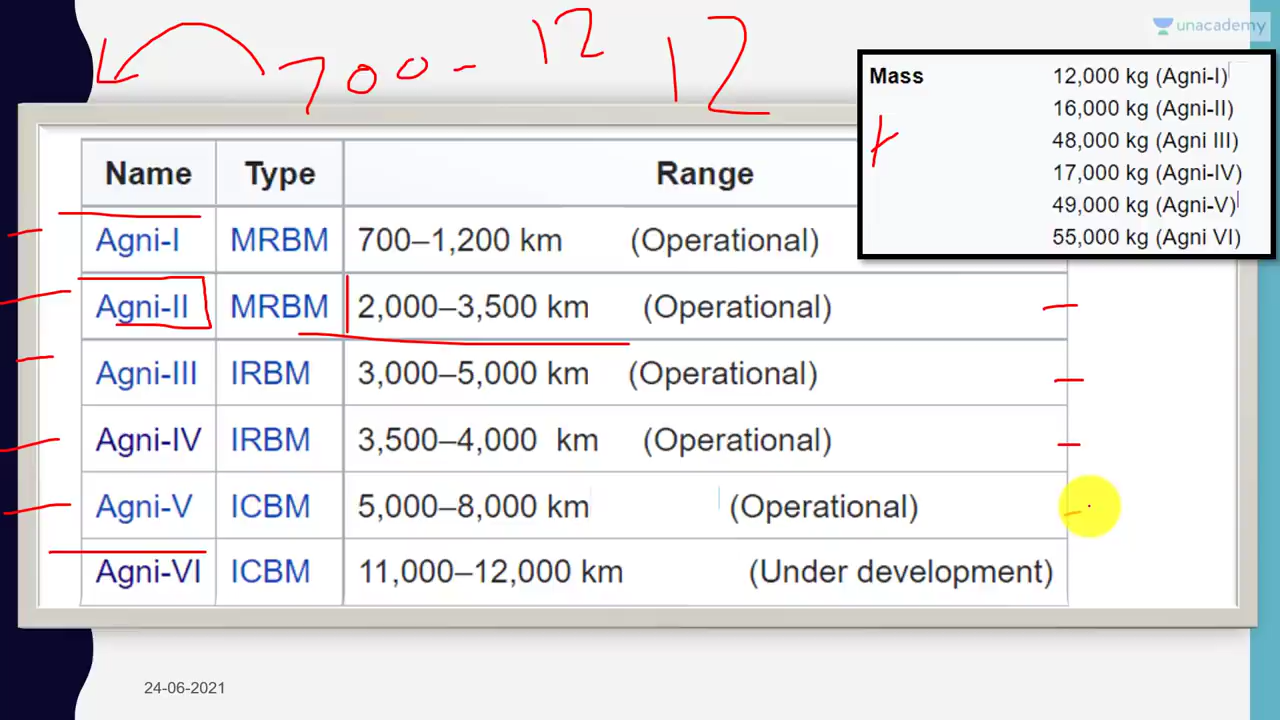 700-12 12
unacademy
Mass 12,000 kg (Agni-I)
16,000 kg (Agni-II)
48,000 kg (Agni III)
17,000 kg (Agni-IV)
49,000 kg (Agni-V)
55,000 kg (Agni VI)
Name Type Range
Agni-I MRBM 700–1,200 km (Operational)
Agni-II MRBM 2,000–3,500 km (Operational)
Agni-III IRBM 3,000–5,000 km (Operational)
Agni-IV IRBM 3,500–4,000 km (Operational)
Agni-V ICBM 5,000–8,000 km (Operational)
Agni-VI ICBM 11,000–12,000 km (Under development)
24-06-2021